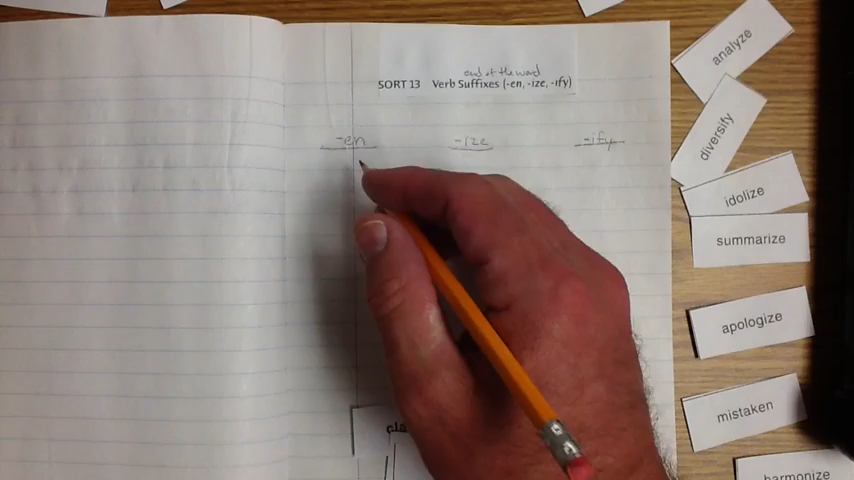 end of the word
SORT 13 Verb Suffixes (-en, -ize, -ify)
-en -ize -ify
analyze
diversify
idolize
summarize
apologize
mistaken
harmonize